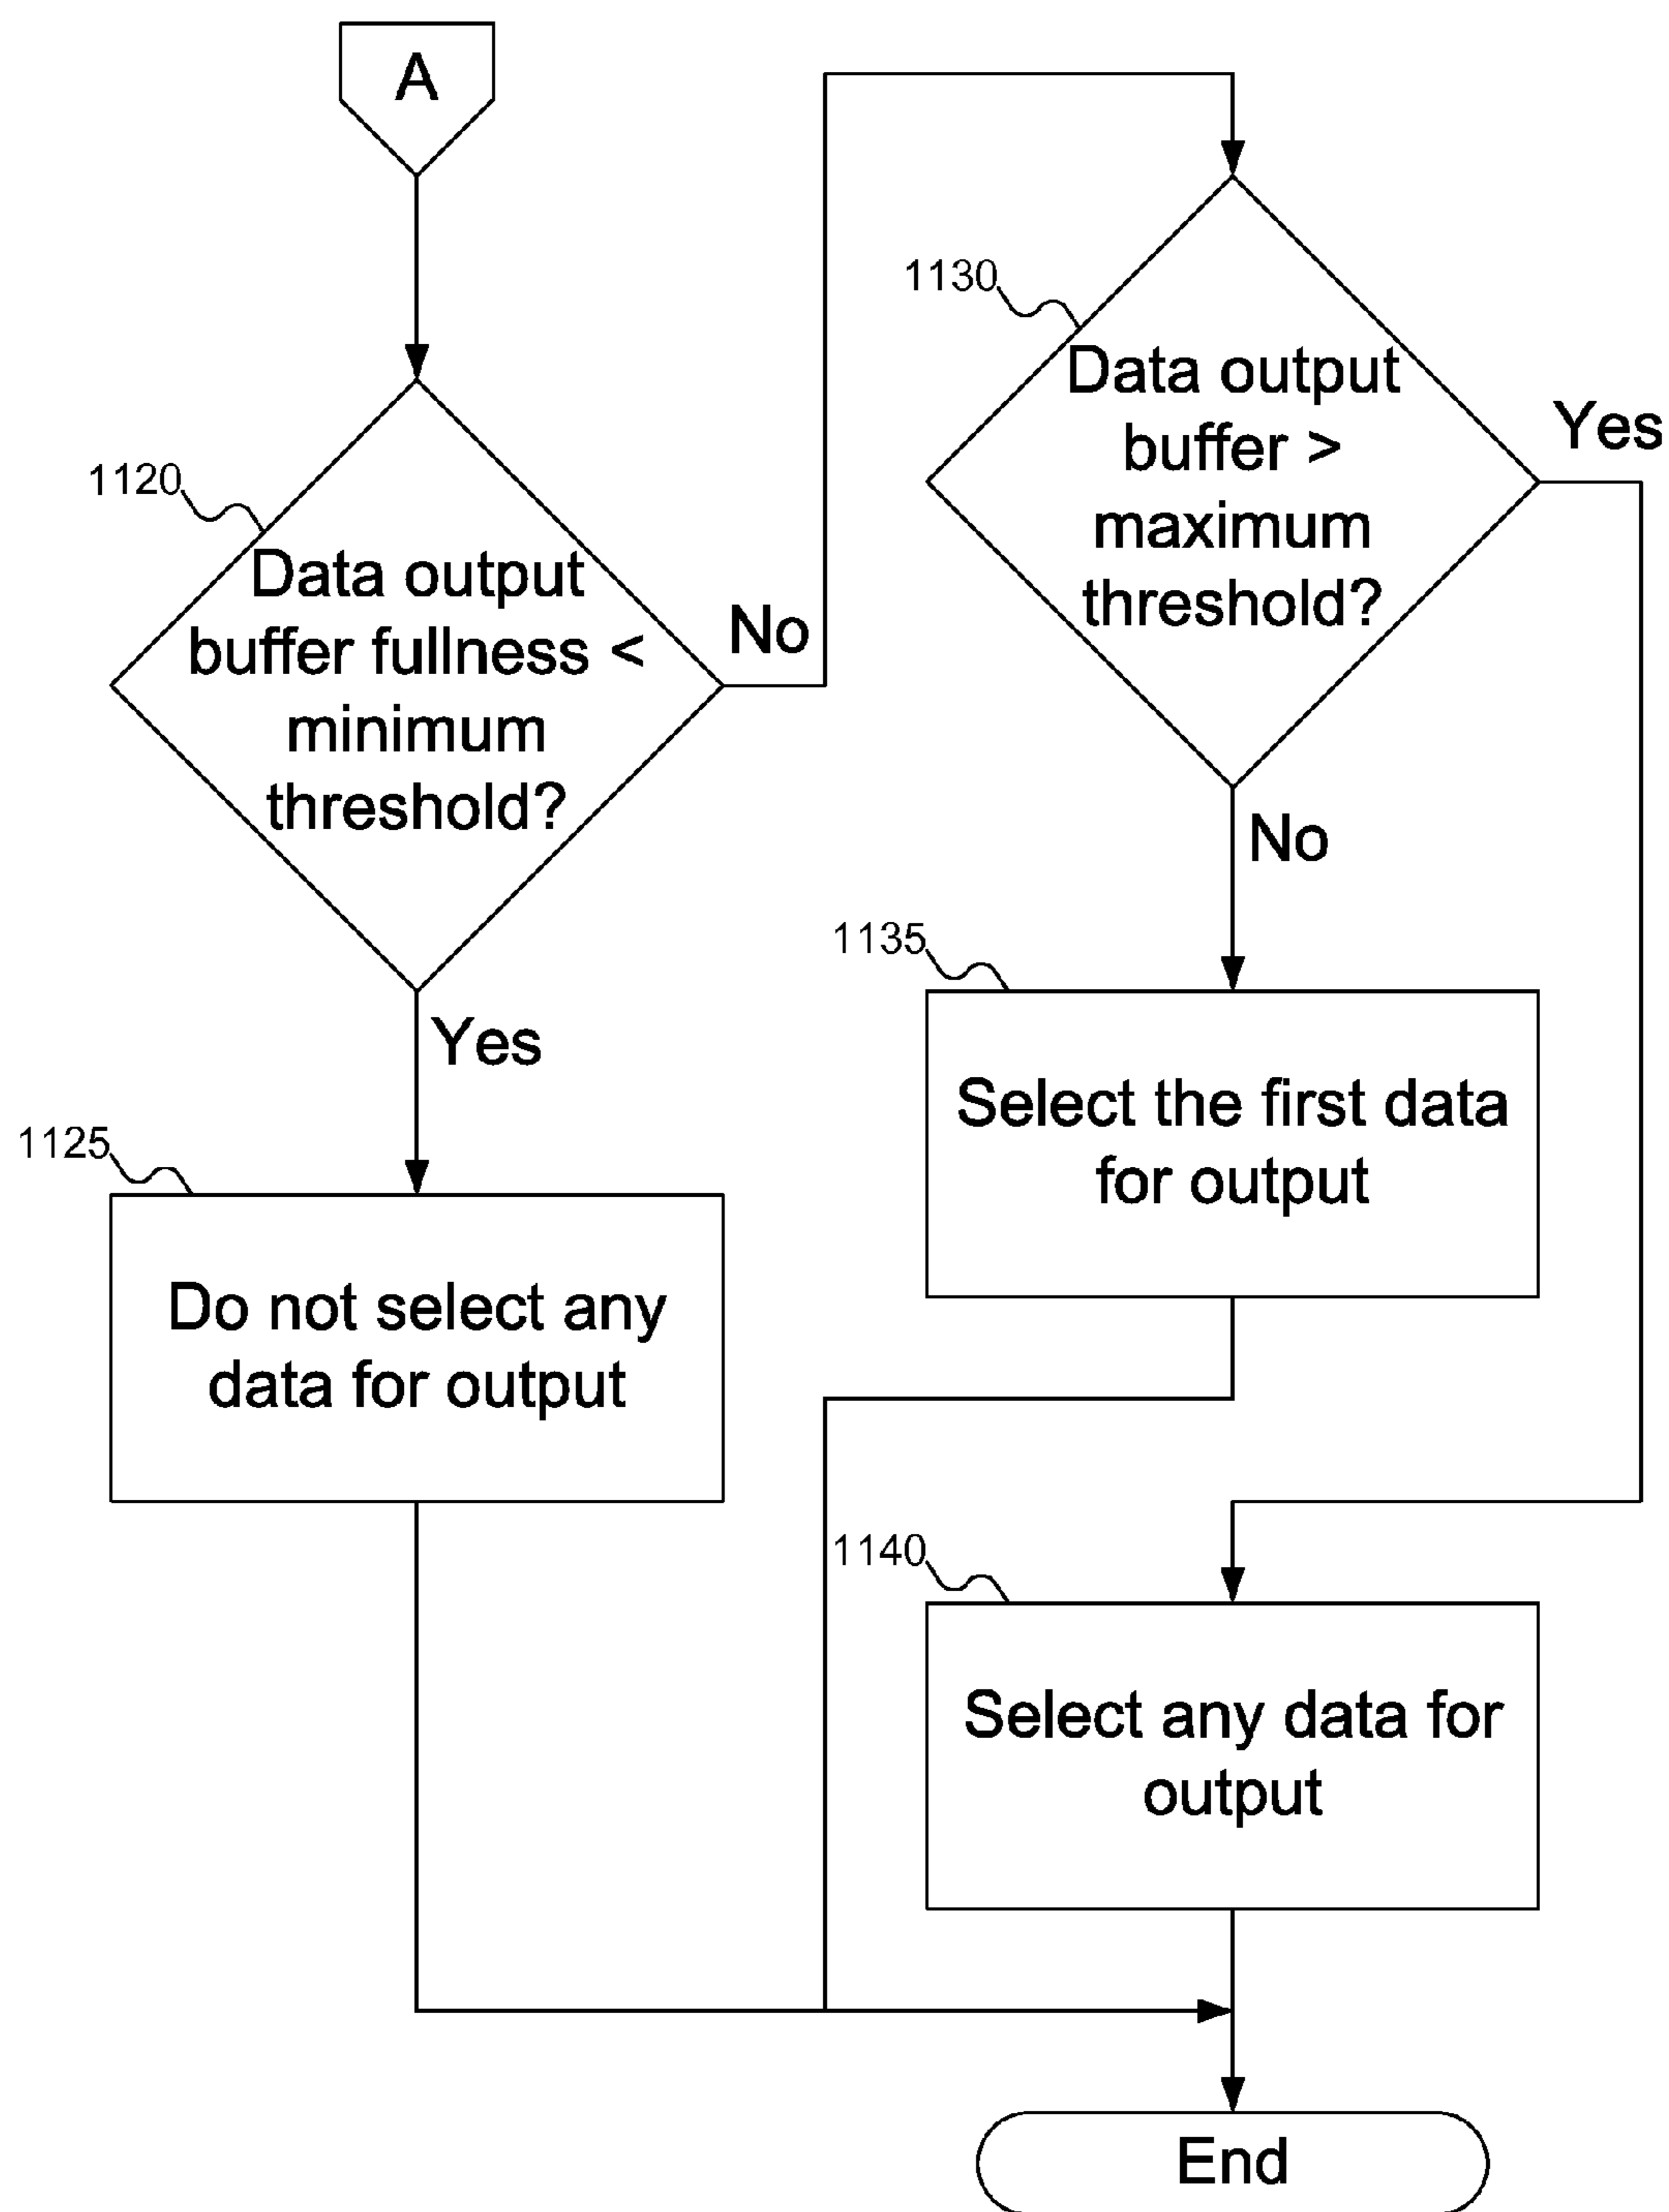 A
1120
Data output
buffer fullness <
minimum
threshold?
No
Yes
1125
Do not select any
data for output
1130
Data output
buffer >
maximum
threshold?
Yes
No
1135
Select the first data
for output
1140
Select any data for
output
End